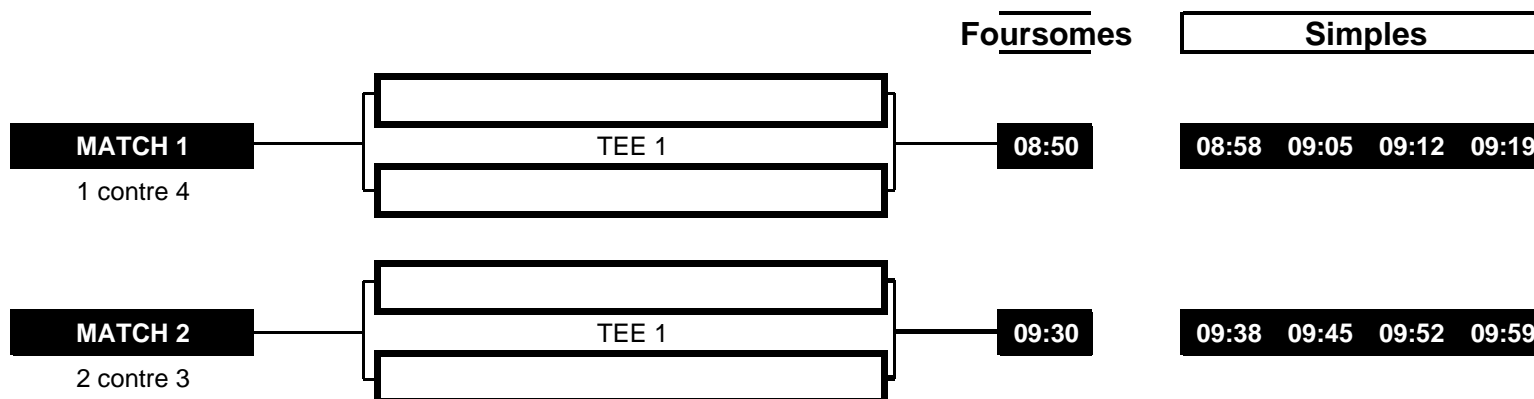 Foursomes Simples
MATCH 1 TEE 1 08:50 08:58 09:05 09:12 09:19
1 contre 4
MATCH 2 TEE 1 09:30 09:38 09:45 09:52 09:59
2 contre 3